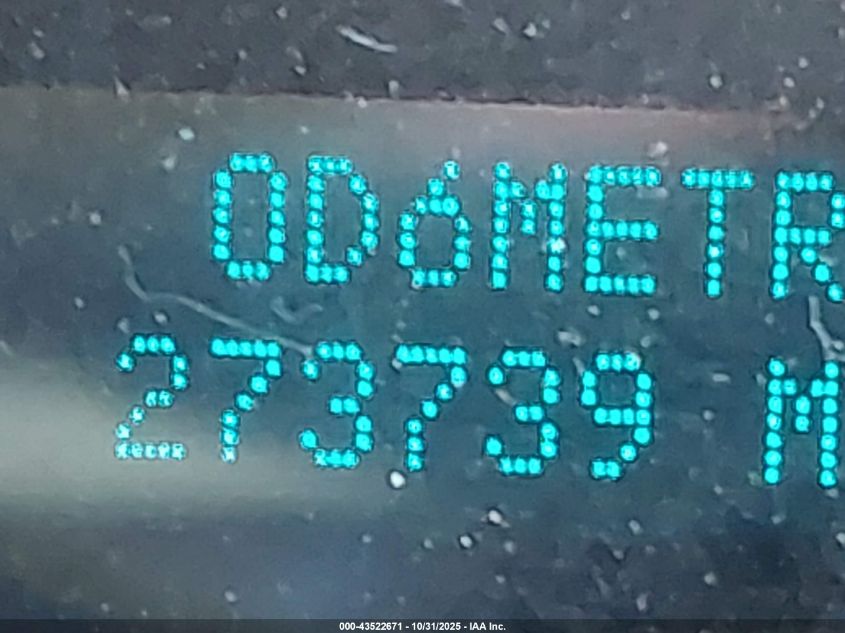 ODÓMETR
273739 M
000-43522671 - 10/31/2025 - IAA Inc.